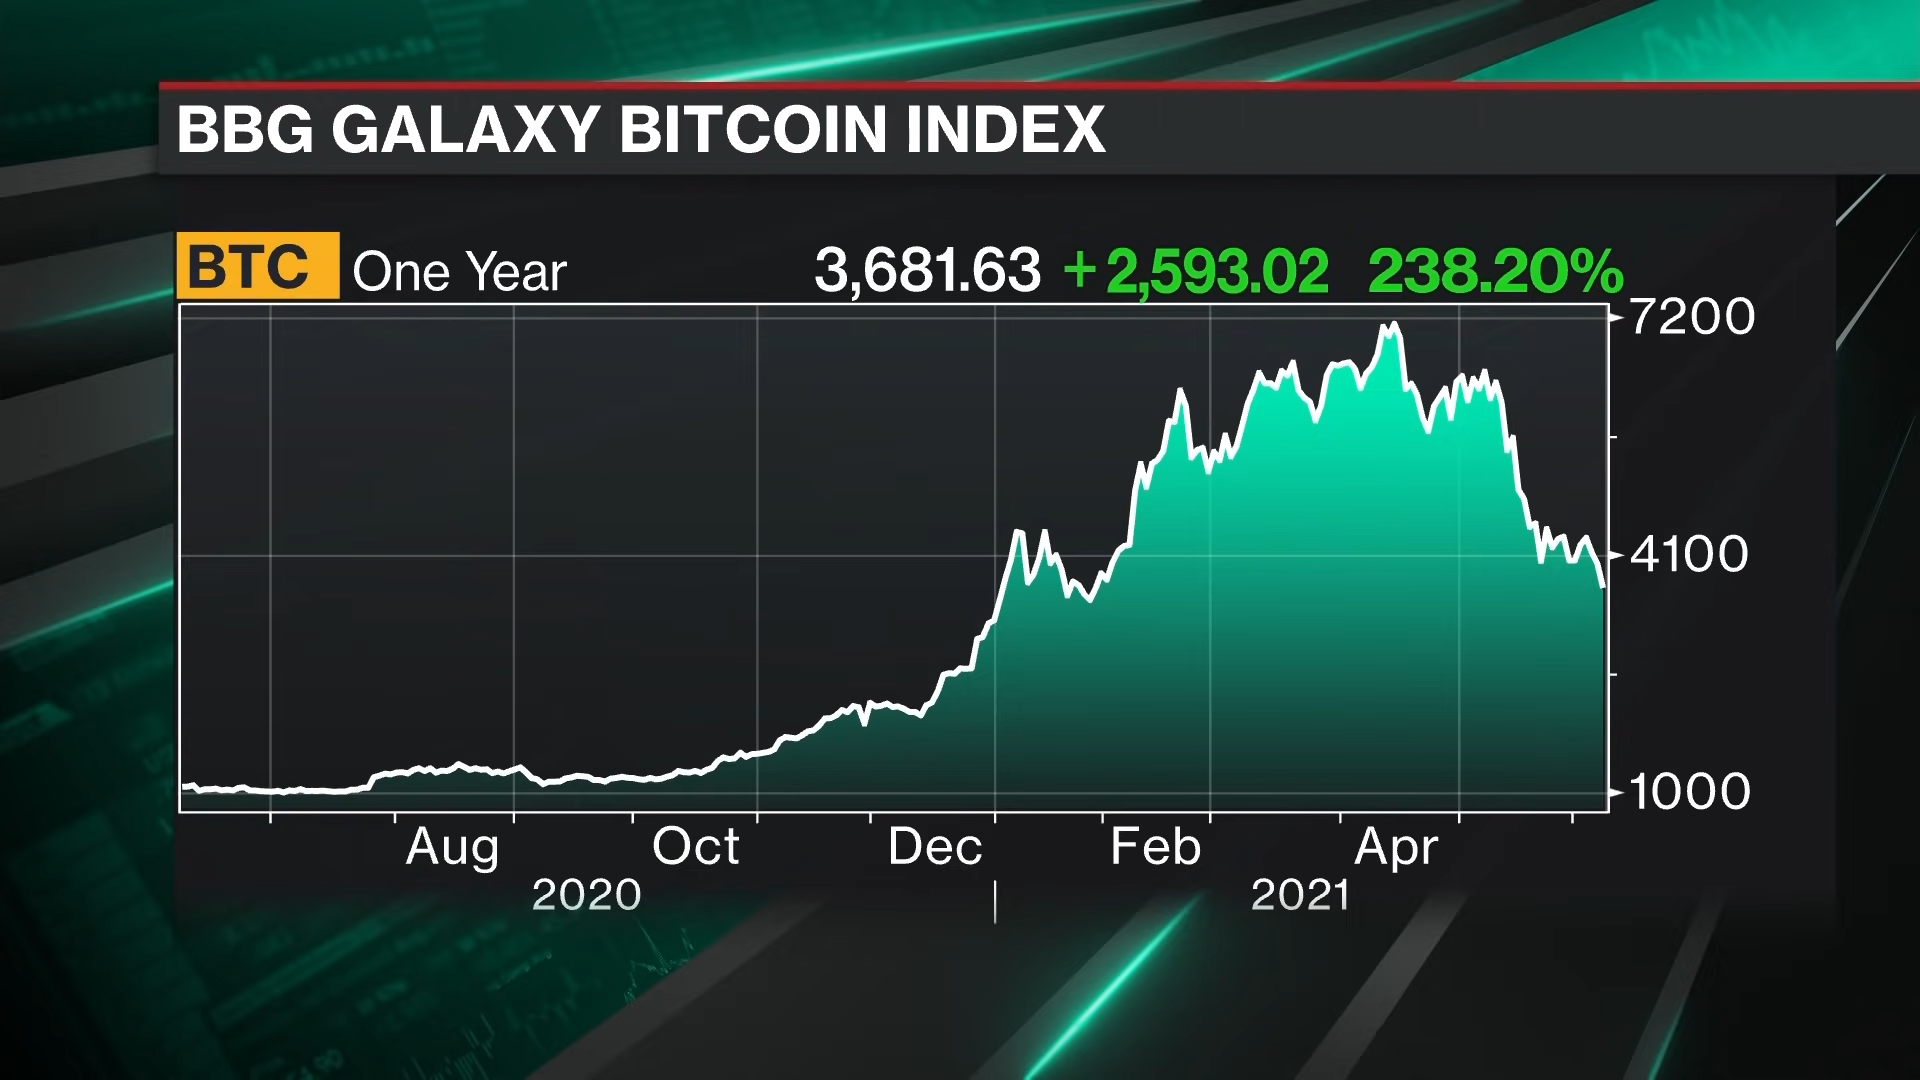 BBG GALAXY BITCOIN INDEX
BTC One Year 3,681.63 +2,593.02 238.20%
7200
4100
1000
Aug Oct Dec Feb Apr
2020 2021